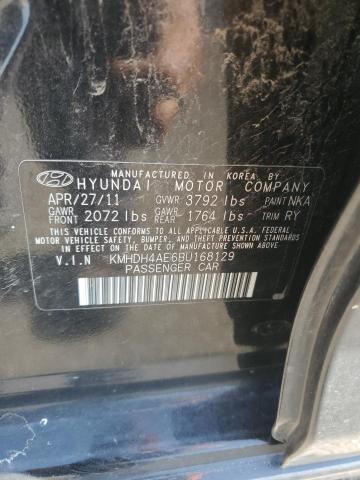 MANUFACTURED IN KOREA BY
HYUNDAI MOTOR COMPANY
APR/27/11 GVWR 3792 lbs PAINT NKA
GAWR FRONT 2072 lbs GAWR REAR 1764 lbs TRIM RY
THIS VEHICLE CONFORMS TO ALL APPLICABLE U.S.A. FEDERAL
MOTOR VEHICLE SAFETY, BUMPER, AND THEFT PREVENTION STANDARDS
IN EFFECT ON THE DATE OF MANUFACTURE SHOWN ABOVE.
V.I.N KMHDH4AE6BU168129
PASSENGER CAR